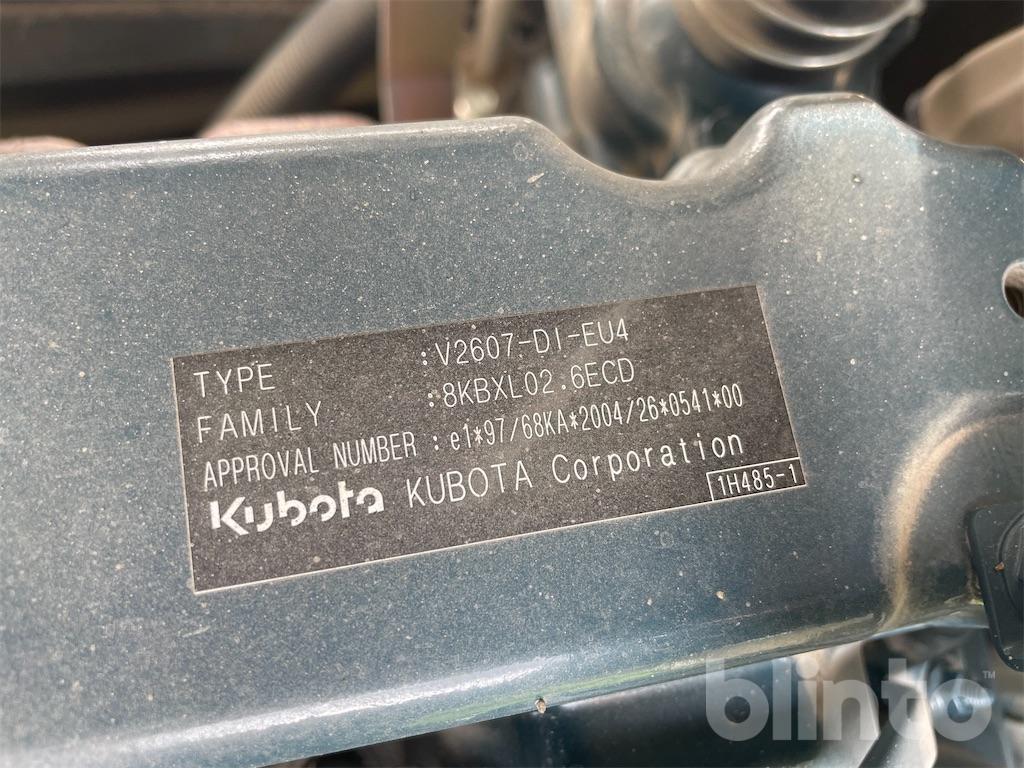 TYPE :V2607-DI-EU4
FAMILY :8KBXL02.6ECD
APPROVAL NUMBER :e1*97/68KA*2004/26*0541*00
Kubota KUBOTA Corporation
1H485-1
blinto™